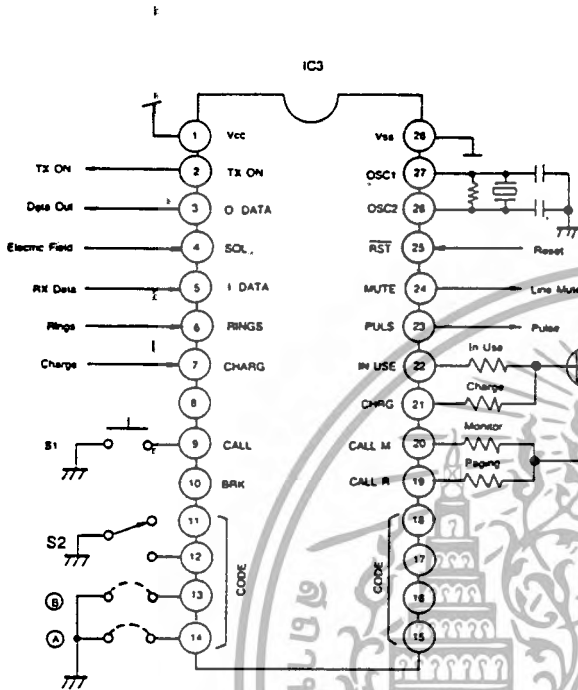 IC3
1 Vcc Vss 28
TX ON 2 TX ON OSC1 27
Data Out 3 O DATA OSC2 26
Electric Field 4 SOL RST 25 Reset
RX Data 5 I DATA MUTE 24 Line Mute
Rings 6 RINGS PULS 23 Pulse
Charge 7 CHARG IN USE 22 In Use
8 CHRG 21 Charge
S1 9 CALL CALL M 20 Monitor
10 BRK CALL R 19 Paging
S2 11 18
12 CODE CODE 17
B 13 16
A 14 15